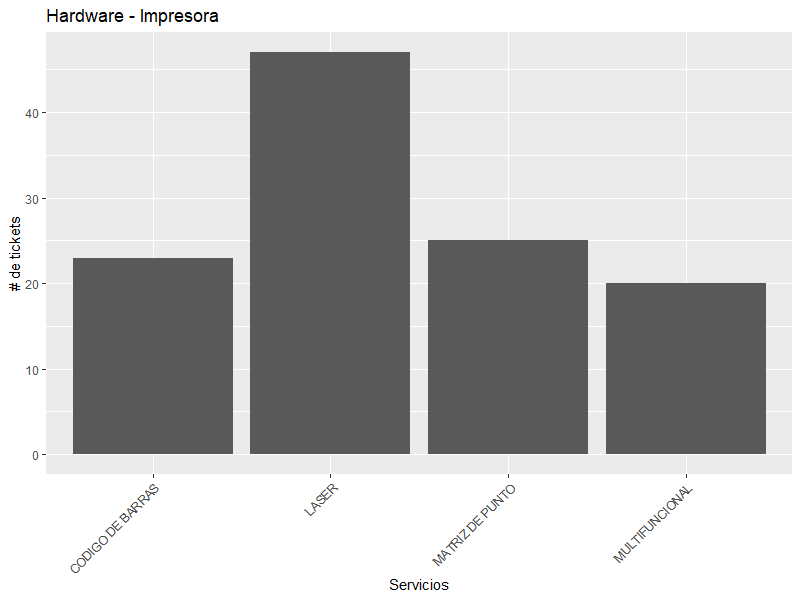 Hardware - Impresora
# de tickets
40
30
20
10
0
CODIGO DE BARRAS
LASER
MATRIZ DE PUNTO
MULTIFUNCIONAL
Servicios